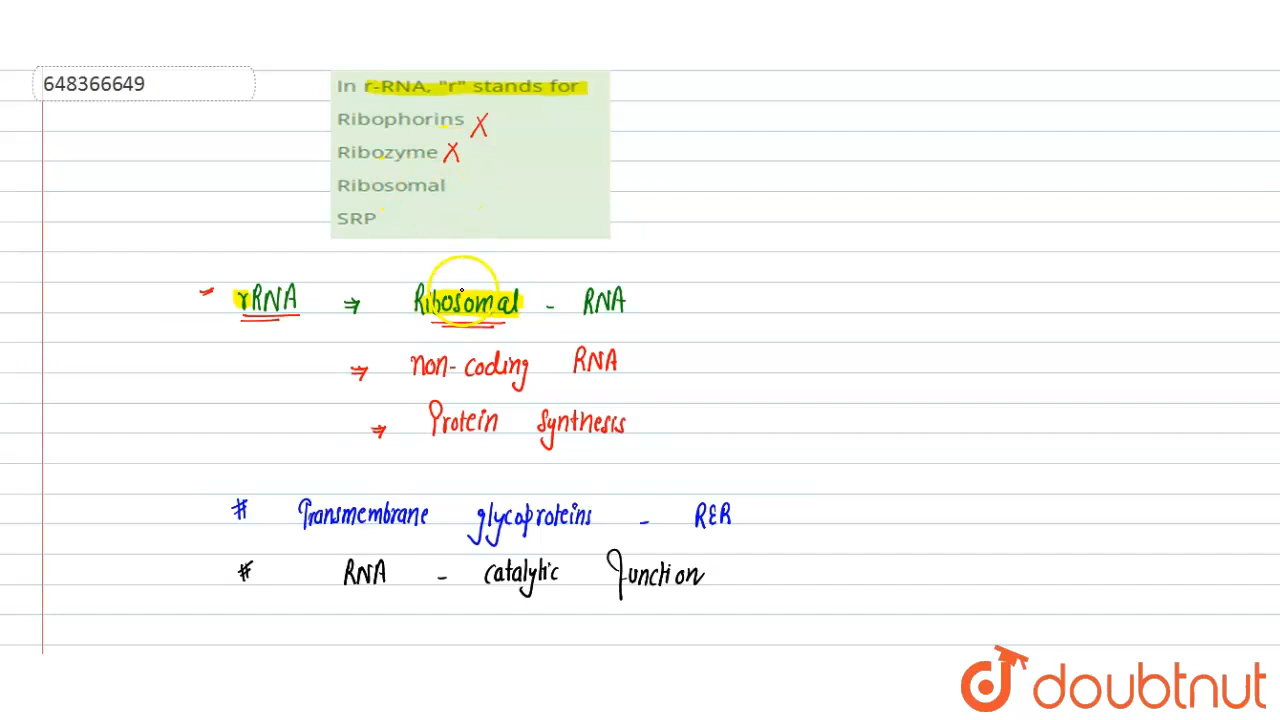 648366649
In r-RNA, "r" stands for
Ribophorins X
Ribozyme X
Ribosomal
SRP
rRNA ⇒ Ribosomal - RNA
⇒ non-coding RNA
⇒ Protein Synthesis
# Transmembrane glycoproteins - RER
# RNA - catalytic function
doubtnut